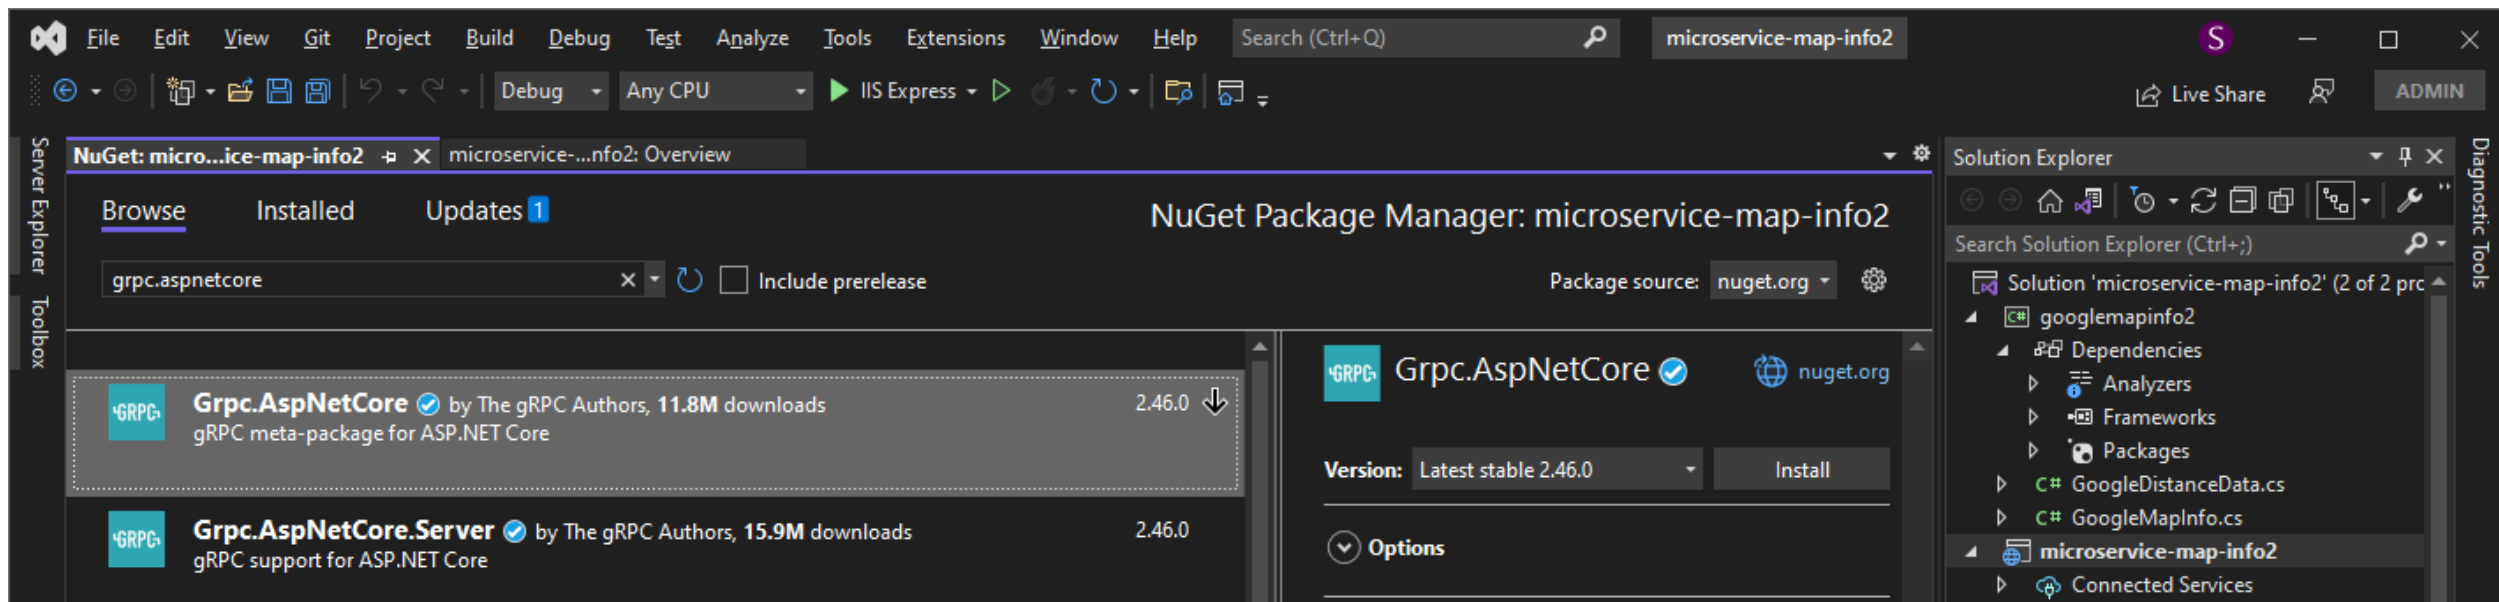 File Edit View Git Project Build Debug Test Analyze Tools Extensions Window Help Search (Ctrl+Q) microservice-map-info2 S
Debug Any CPU IIS Express Live Share ADMIN
Server Explorer
Toolbox
NuGet: micro...ice-map-info2 microservice-...nfo2: Overview
Browse Installed Updates 1
NuGet Package Manager: microservice-map-info2
grpc.aspnetcore Include prerelease
Package source: nuget.org
GRPC Grpc.AspNetCore by The gRPC Authors, 11.8M downloads 2.46.0
gRPC meta-package for ASP.NET Core
GRPC Grpc.AspNetCore.Server by The gRPC Authors, 15.9M downloads 2.46.0
gRPC support for ASP.NET Core
GRPC Grpc.AspNetCore nuget.org
Version: Latest stable 2.46.0 Install
Options
Solution Explorer
Search Solution Explorer (Ctrl+;)
Solution 'microservice-map-info2' (2 of 2 prc
C# googlemapinfo2
Dependencies
Analyzers
Frameworks
Packages
C# GoogleDistanceData.cs
C# GoogleMapInfo.cs
microservice-map-info2
Connected Services
Diagnostic Tools